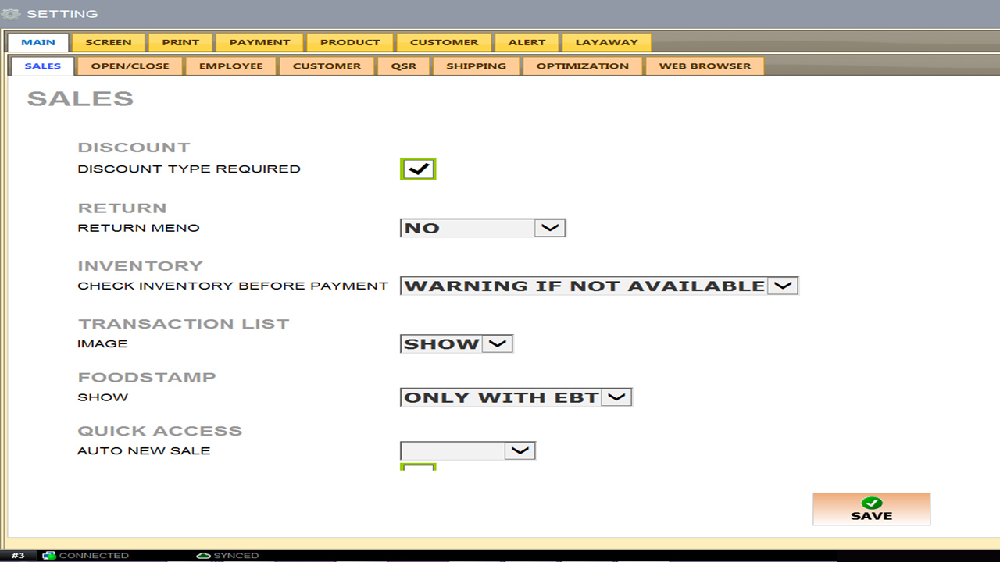 SETTING
MAIN SCREEN PRINT PAYMENT PRODUCT CUSTOMER ALERT LAYAWAY
SALES OPEN/CLOSE EMPLOYEE CUSTOMER QSR SHIPPING OPTIMIZATION WEB BROWSER
SALES
DISCOUNT
DISCOUNT TYPE REQUIRED
RETURN
RETURN MENO NO
INVENTORY
CHECK INVENTORY BEFORE PAYMENT WARNING IF NOT AVAILABLE
TRANSACTION LIST
IMAGE SHOW
FOODSTAMP
SHOW ONLY WITH EBT
QUICK ACCESS
AUTO NEW SALE
SAVE
#3 CONNECTED SYNCED